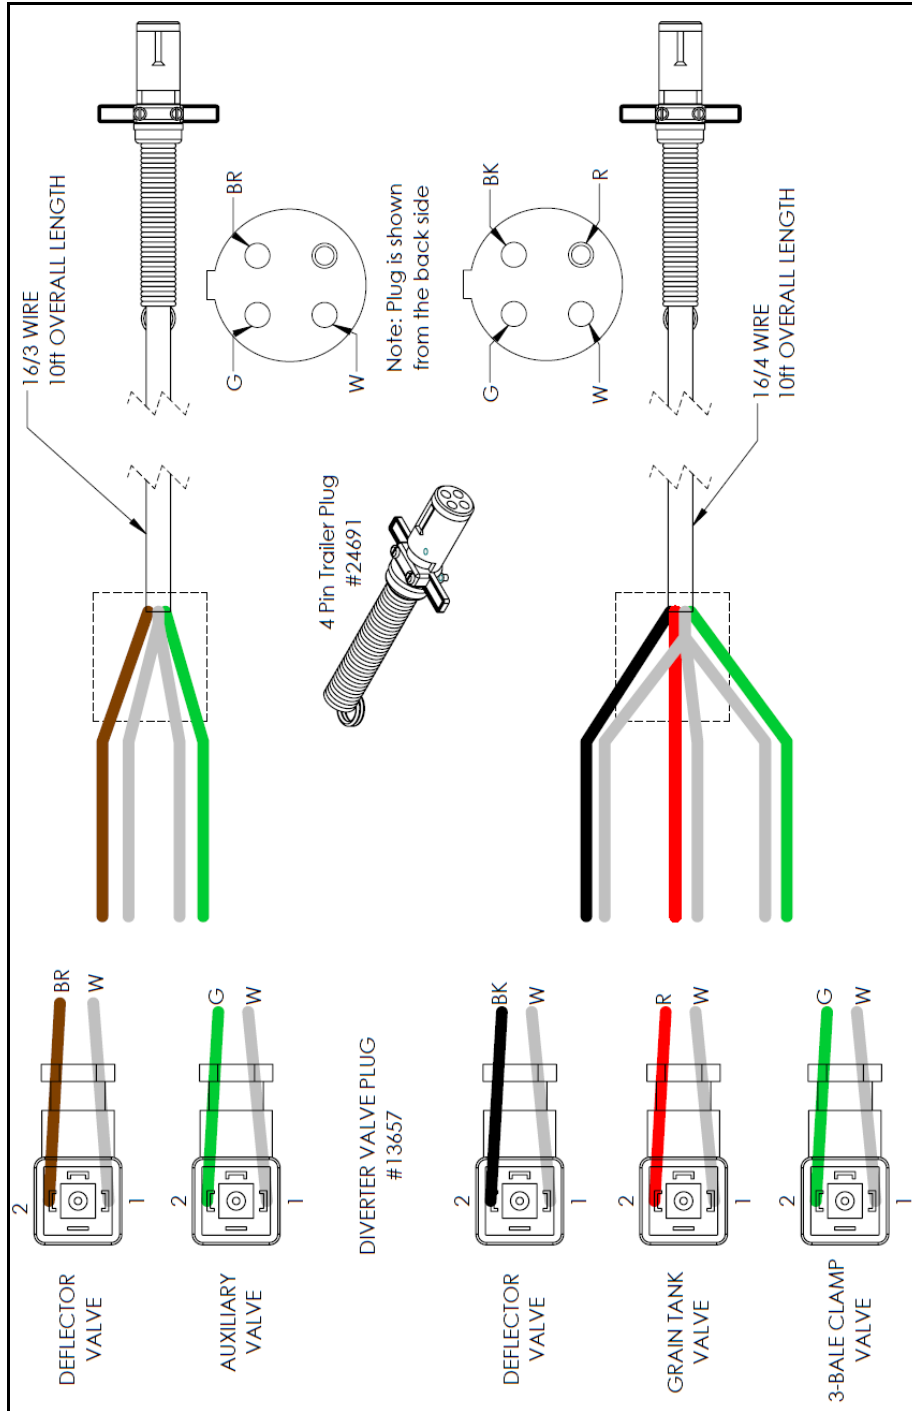 16/3 WIRE
10ft OVERALL LENGTH
BR
G
W
Note: Plug is shown
from the back side
BK
R
G
W
16/4 WIRE
10ft OVERALL LENGTH
4 Pin Trailer Plug
#24691
BR
W
2
1
DEFLECTOR
VALVE
G
W
2
1
AUXILIARY
VALVE
DIVERTER VALVE PLUG
#13657
BK
W
2
1
DEFLECTOR
VALVE
R
W
2
1
GRAIN TANK
VALVE
G
W
2
1
3-BALE CLAMP
VALVE